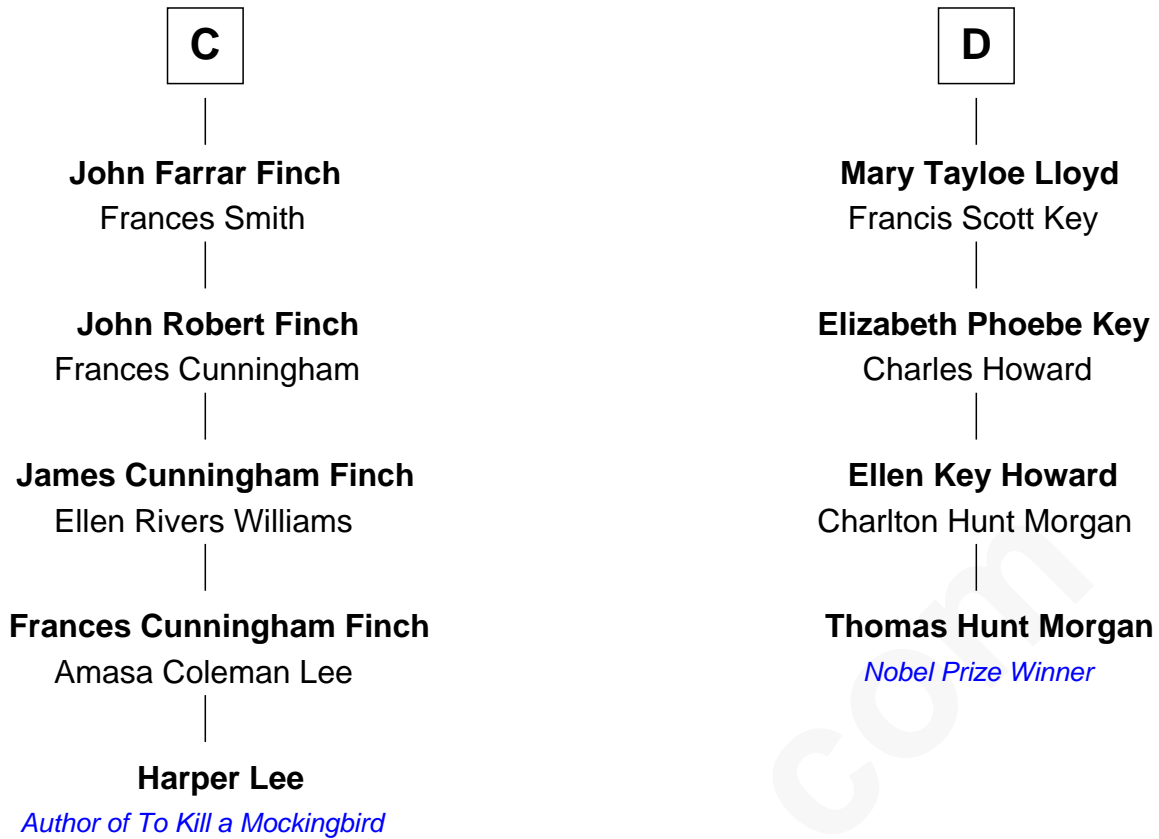 C
John Farrar Finch
Frances Smith
John Robert Finch
Frances Cunningham
James Cunningham Finch
Ellen Rivers Williams
Frances Cunningham Finch
Amasa Coleman Lee
Harper Lee
Author of To Kill a Mockingbird
D
Mary Tayloe Lloyd
Francis Scott Key
Elizabeth Phoebe Key
Charles Howard
Ellen Key Howard
Charlton Hunt Morgan
Thomas Hunt Morgan
Nobel Prize Winner
com